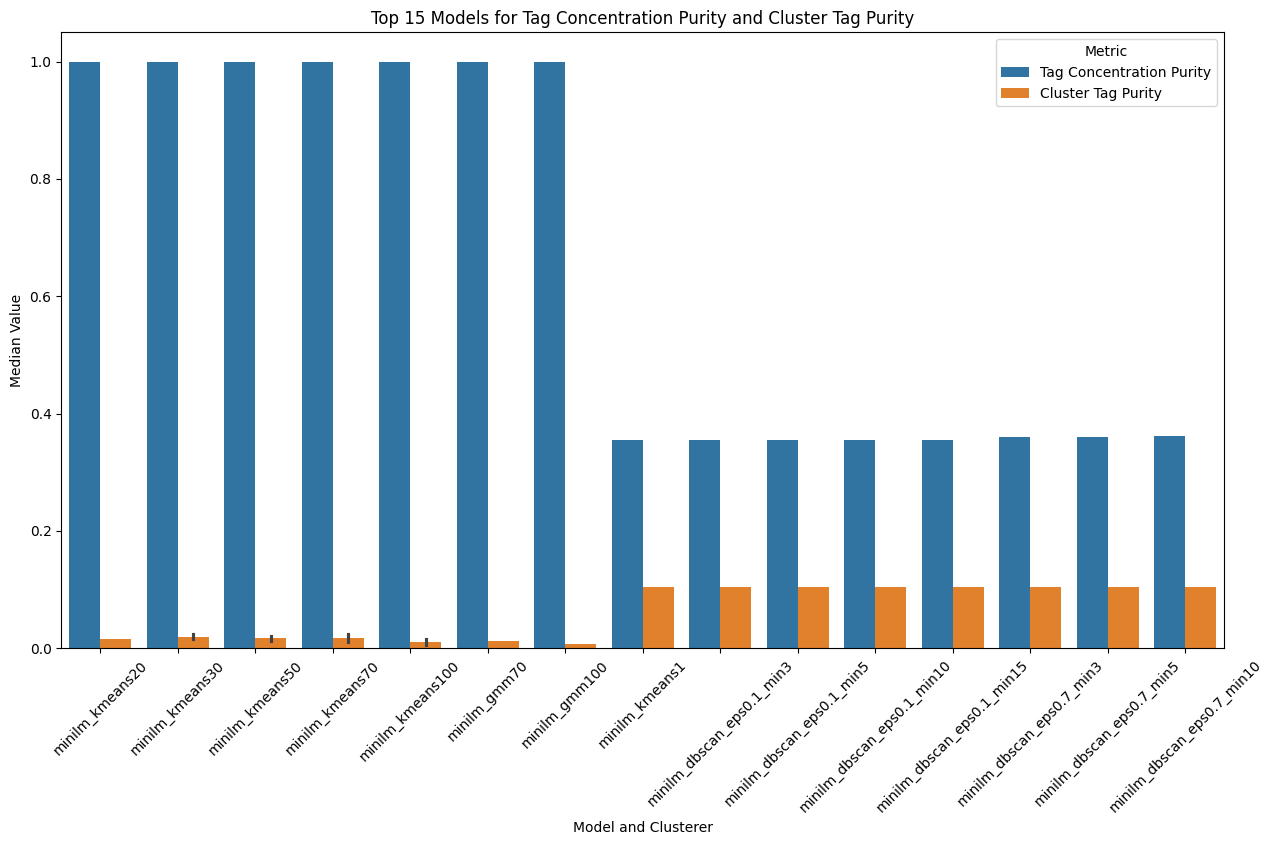 Top 15 Models for Tag Concentration Purity and Cluster Tag Purity
Metric
Tag Concentration Purity
Cluster Tag Purity
Median Value
1.0
0.8
0.6
0.4
0.2
0.0
minilm_kmeans20
minilm_kmeans30
minilm_kmeans50
minilm_kmeans70
minilm_kmeans100
minilm_gmm70
minilm_gmm100
minilm_kmeans1
minilm_dbscan_eps0.1_min3
minilm_dbscan_eps0.1_min5
minilm_dbscan_eps0.1_min10
minilm_dbscan_eps0.1_min15
minilm_dbscan_eps0.7_min3
minilm_dbscan_eps0.7_min5
minilm_dbscan_eps0.7_min10
Model and Clusterer